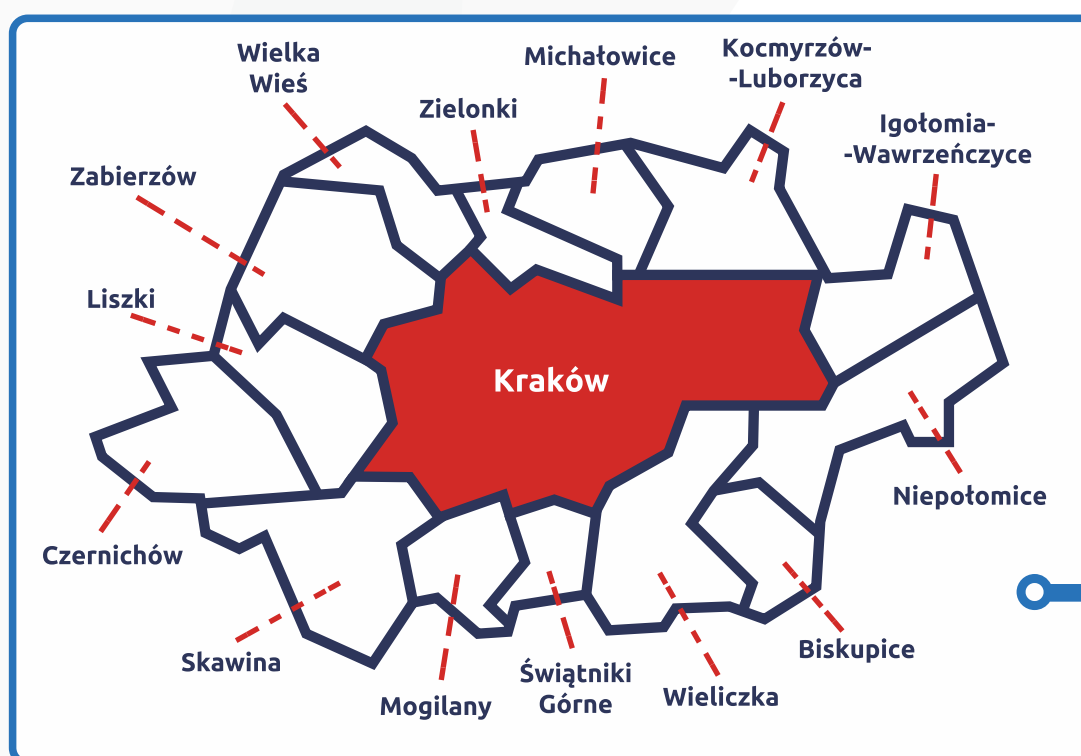 Wielka
Wieś
Michałowice
Kocmyrzów-
-Luborzyca
Zielonki
Igołomia-
-Wawrzeńczyce
Zabierzów
Liszki
Kraków
Niepołomice
Czernichów
Biskupice
Skawina
Świątniki
Górne
Wieliczka
Mogilany